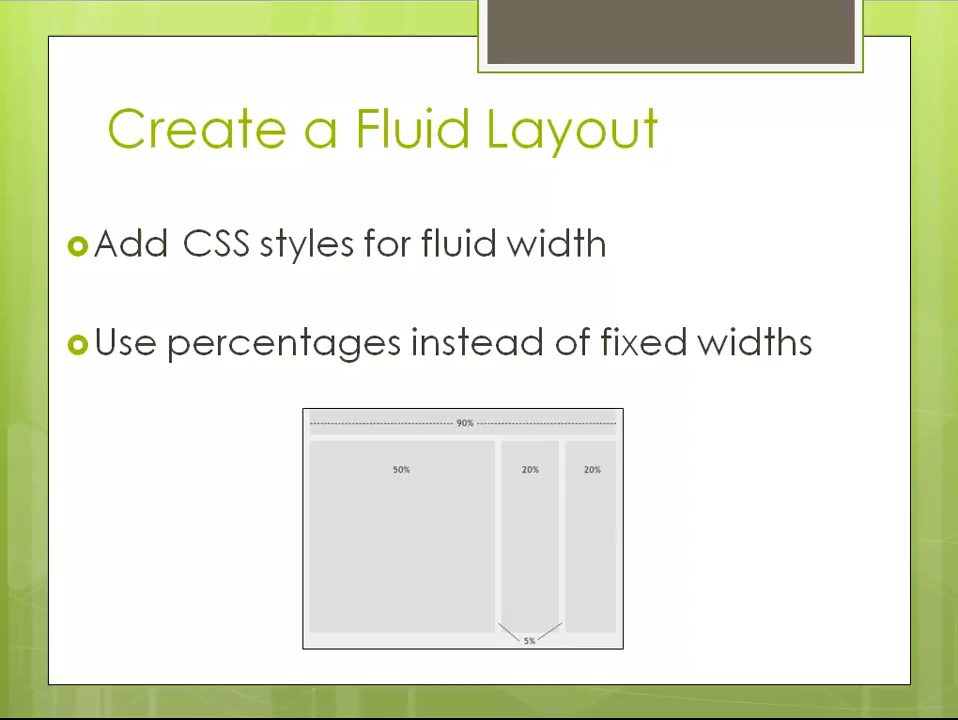 Create a Fluid Layout
Add CSS styles for fluid width
Use percentages instead of fixed widths
90%
50%
20%
20%
5%